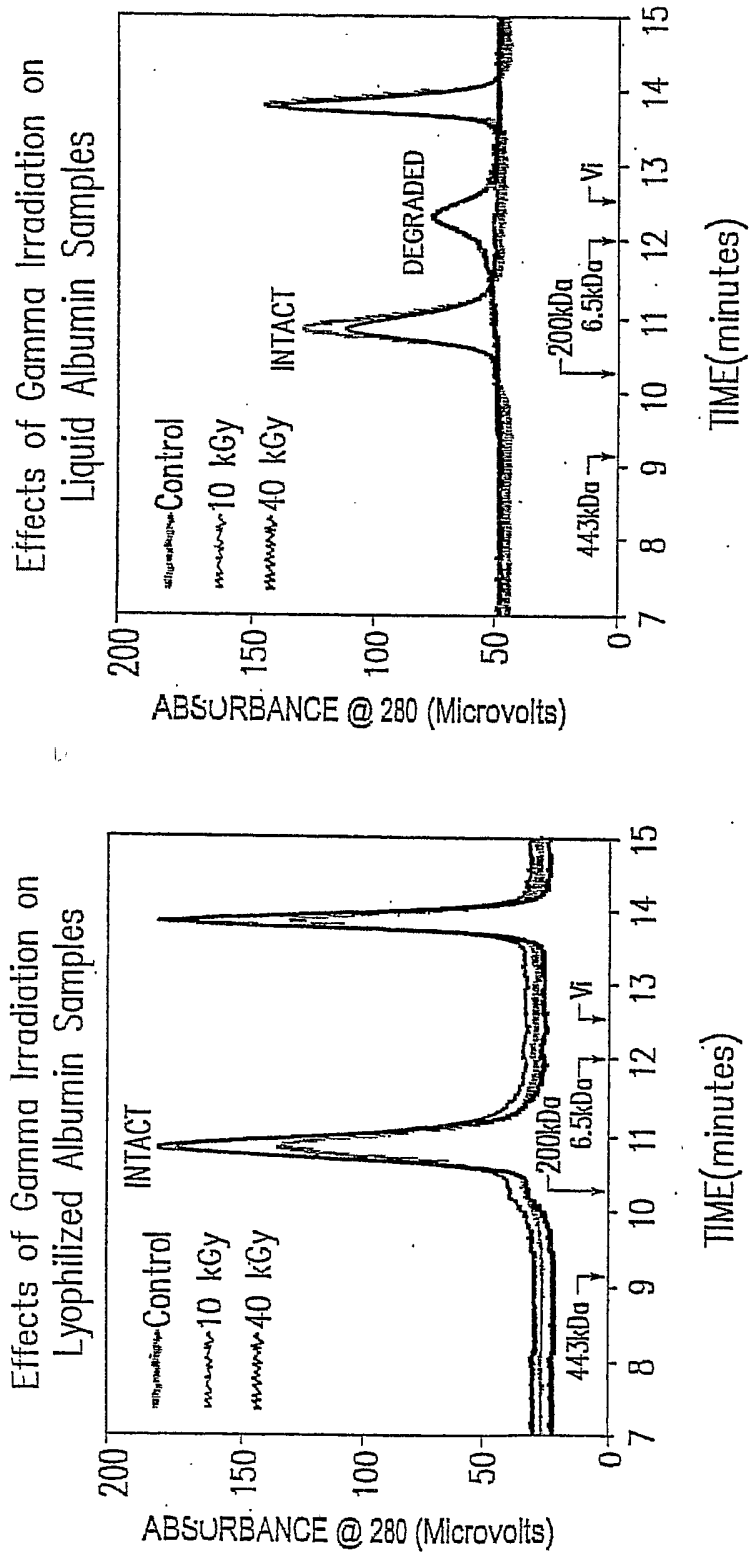 Effects of Gamma Irradiation on
Lyophilized Albumin Samples
ABSORBANCE @ 280 (Microvolts)
200
150
100
50
0
Control
10 kGy
40 kGy
INTACT
443kDa
200kDa
6.5kDa
Vi
7 8 9 10 11 12 13 14 15
TIME(minutes)
Effects of Gamma Irradiation on
Liquid Albumin Samples
ABSORBANCE @ 280 (Microvolts)
200
150
100
50
0
Control
10 kGy
40 kGy
INTACT
DEGRADED
443kDa
200kDa
6.5kDa
Vi
7 8 9 10 11 12 13 14 15
TIME(minutes)